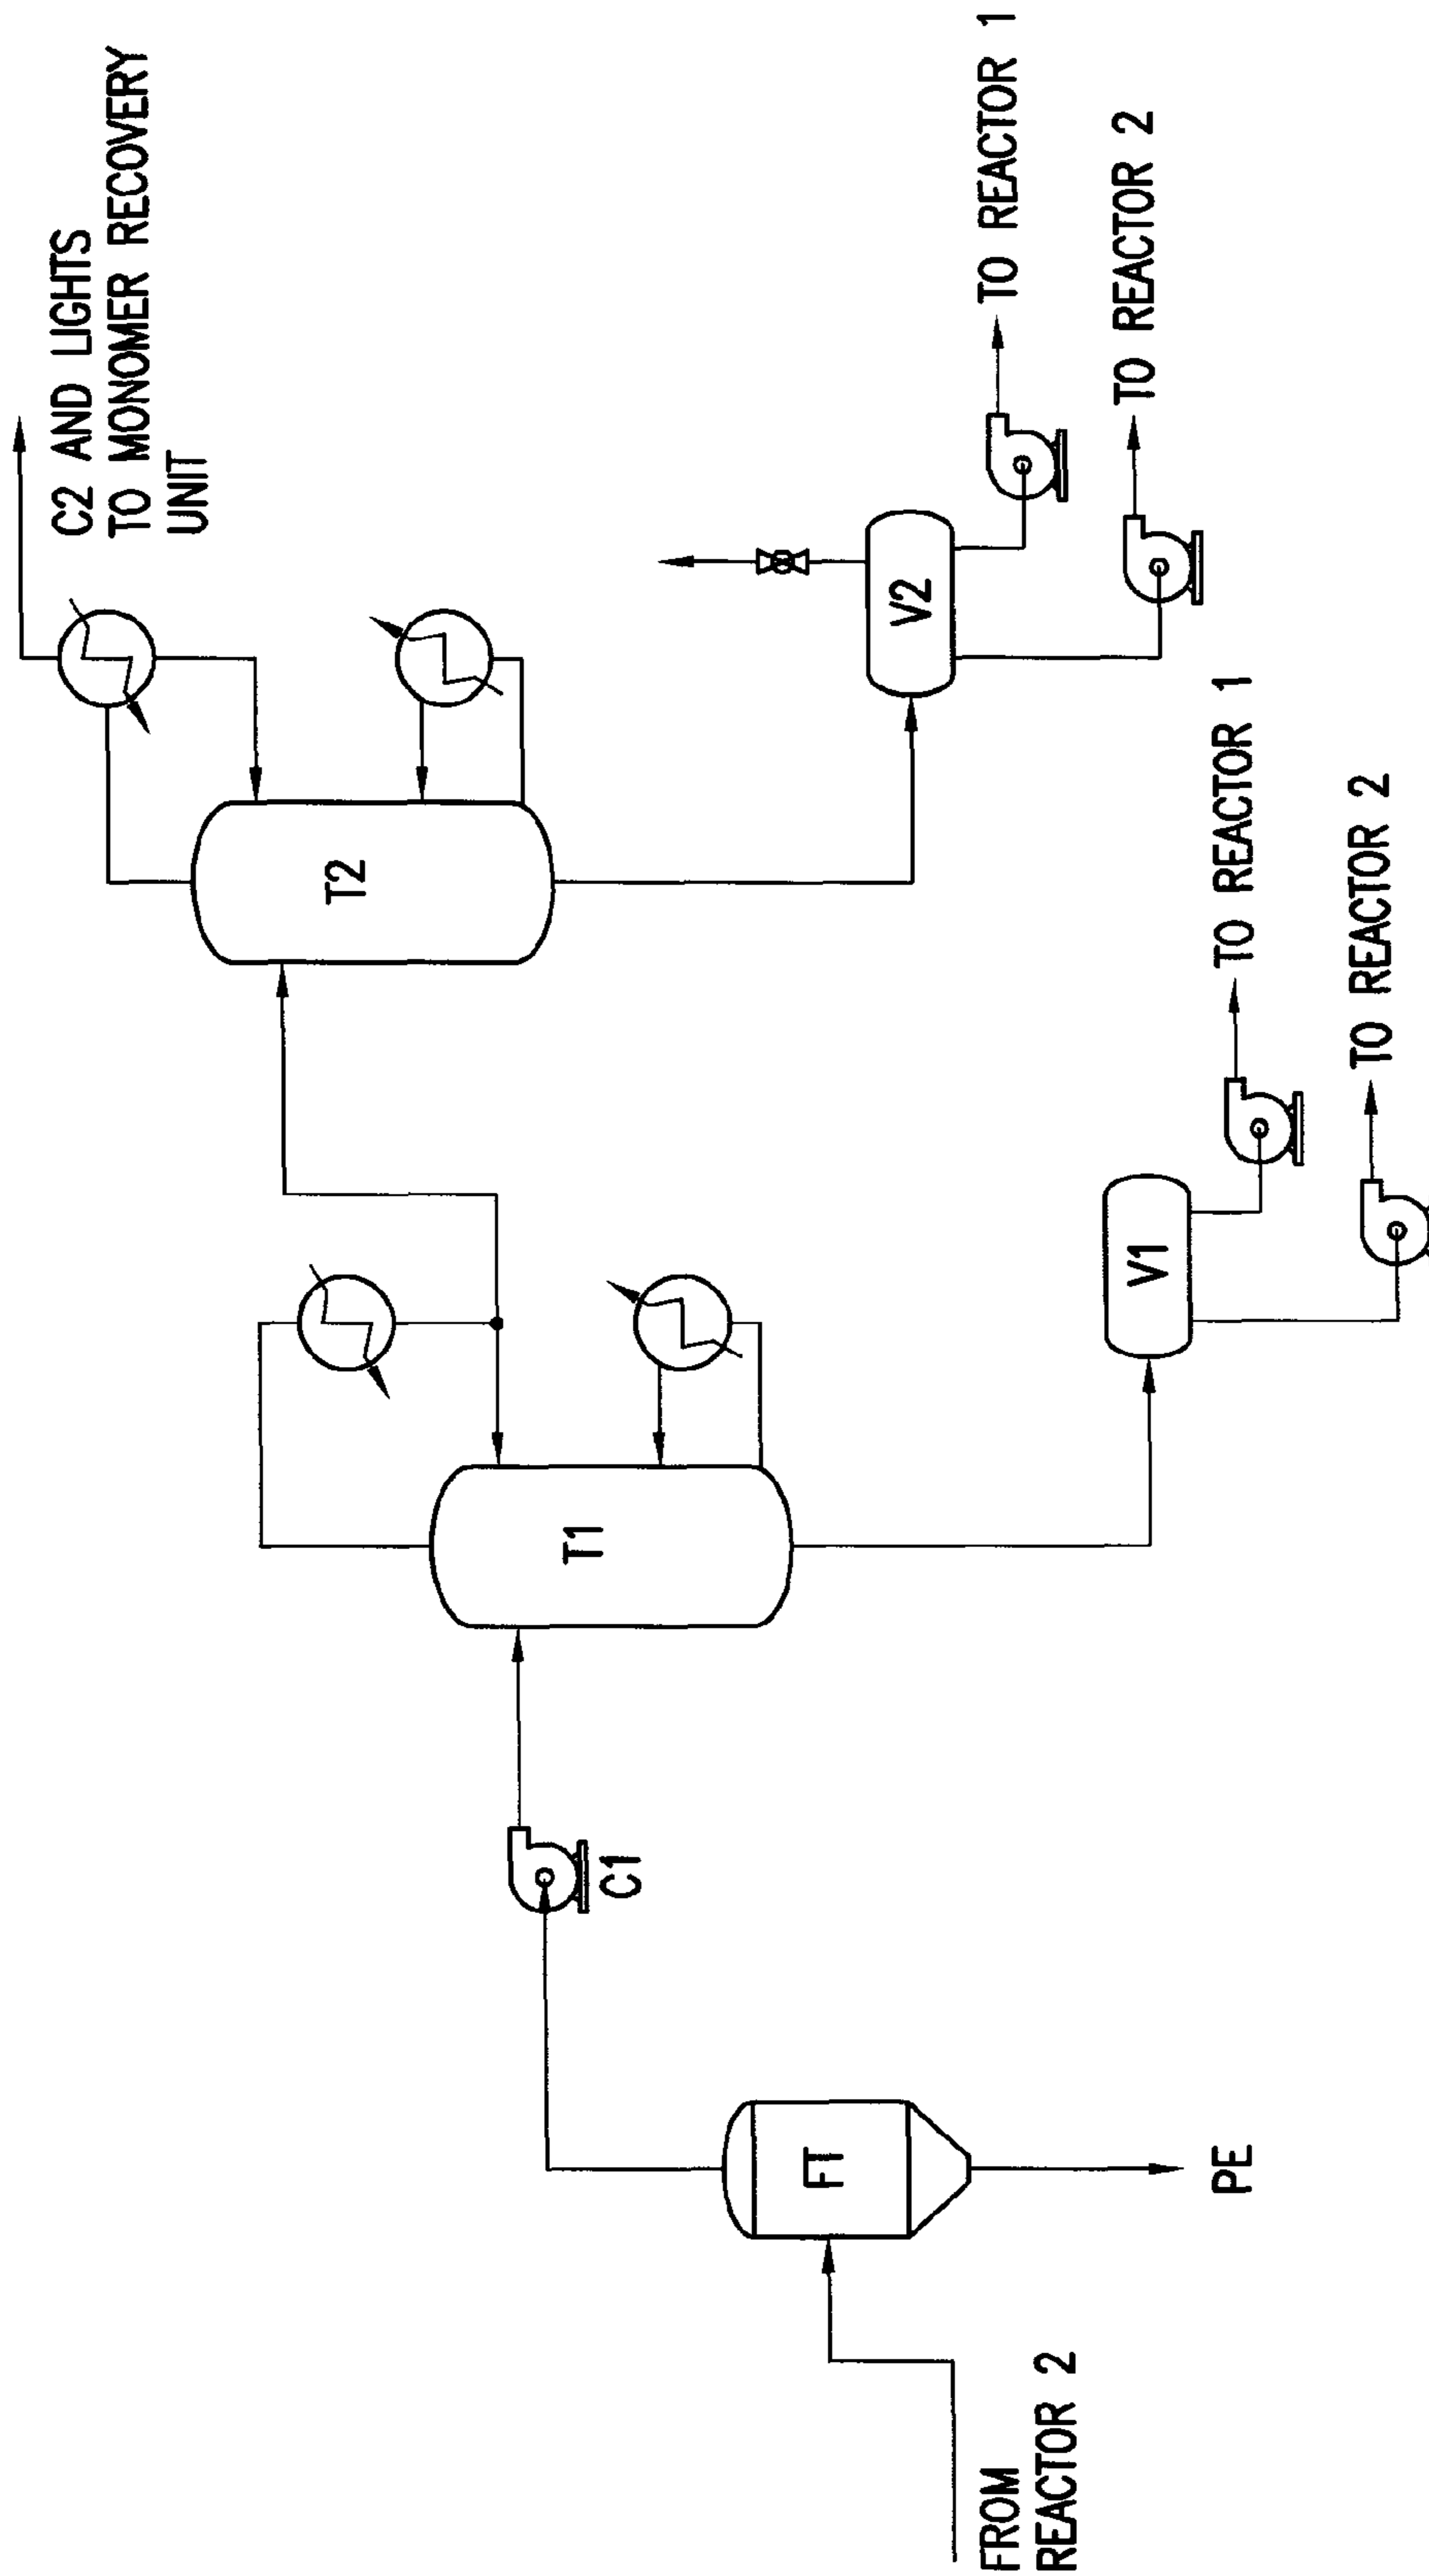 C2 AND LIGHTS
TO MONOMER RECOVERY
UNIT
T2
V2
TO REACTOR 1
TO REACTOR 2
T1
V1
TO REACTOR 1
TO REACTOR 2
C1
FT
PE
FROM
REACTOR 2